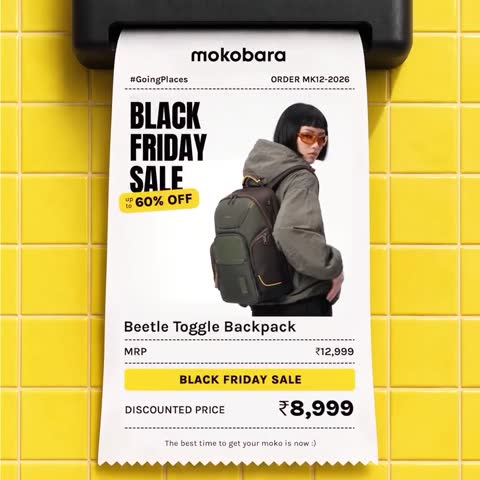 mokobara
#GoingPlaces ORDER MK12-2026
BLACK
FRIDAY
SALE
up to 60% OFF
Beetle Toggle Backpack
MRP ₹12,999
BLACK FRIDAY SALE
DISCOUNTED PRICE ₹8,999
The best time to get your moko is now :)